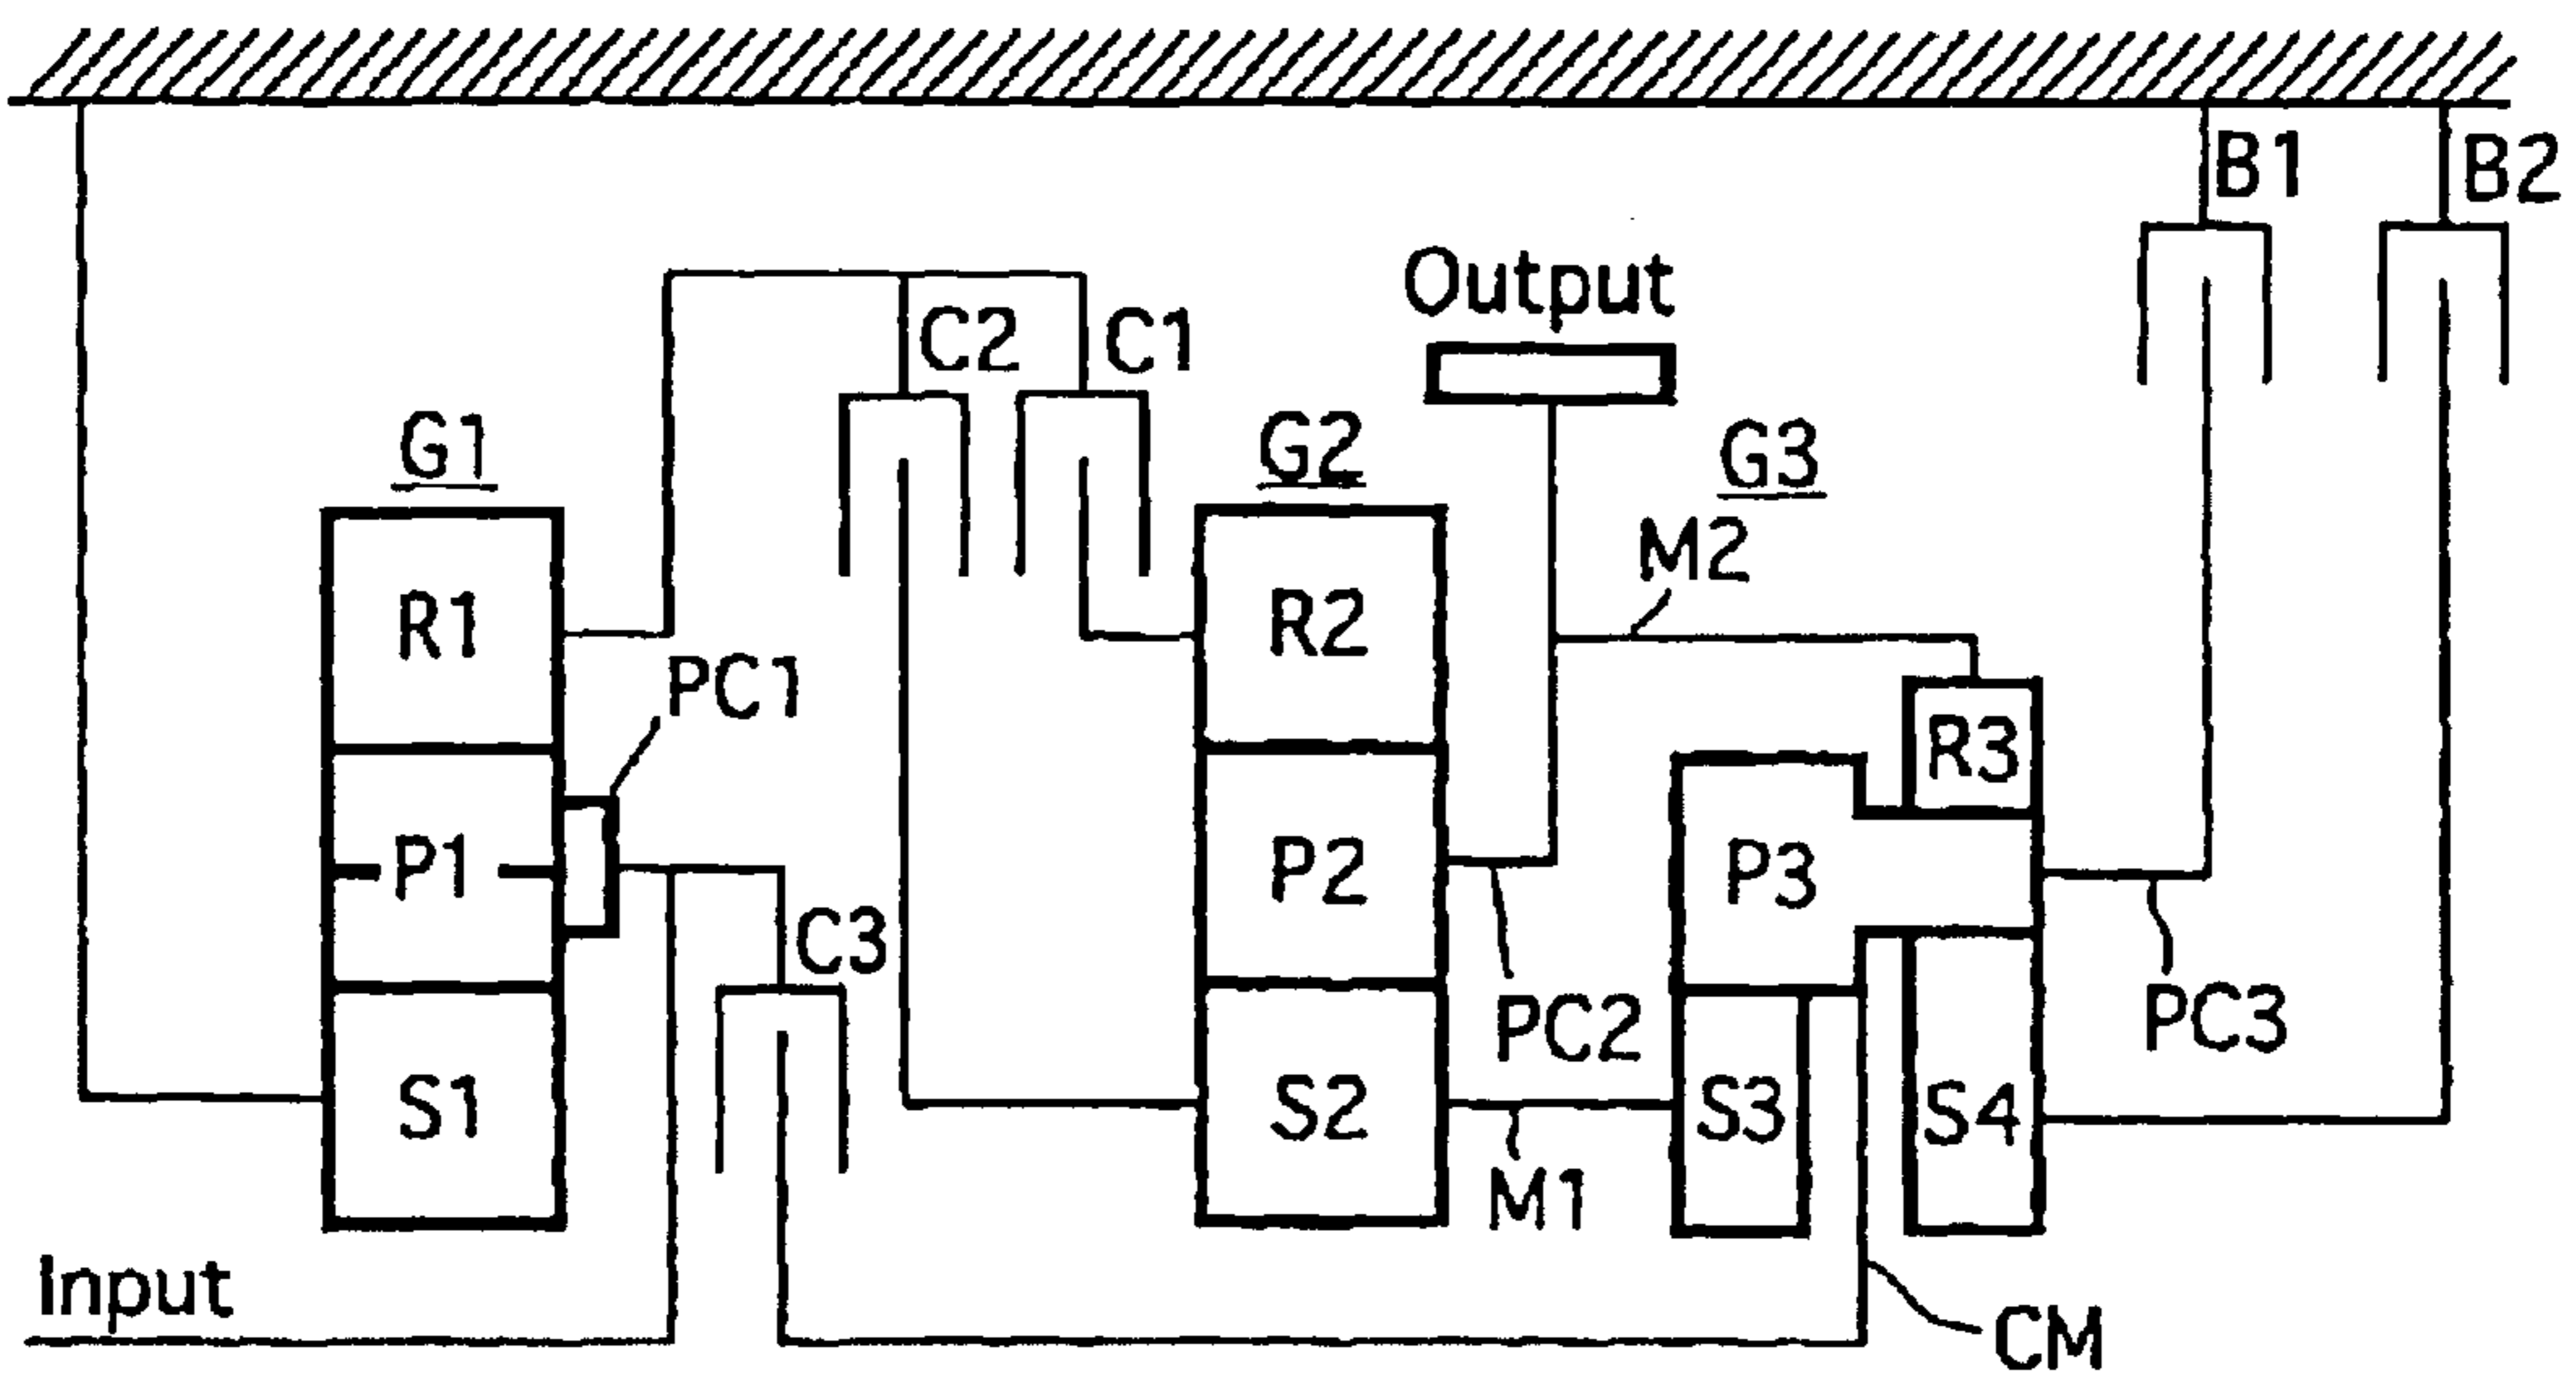 B1
B2
Output
C2
C1
G1
G2
G3
M2
R1
R2
PC1
R3
P1
P2
P3
C3
PC2
PC3
S1
S2
S3
S4
M1
Input
CM